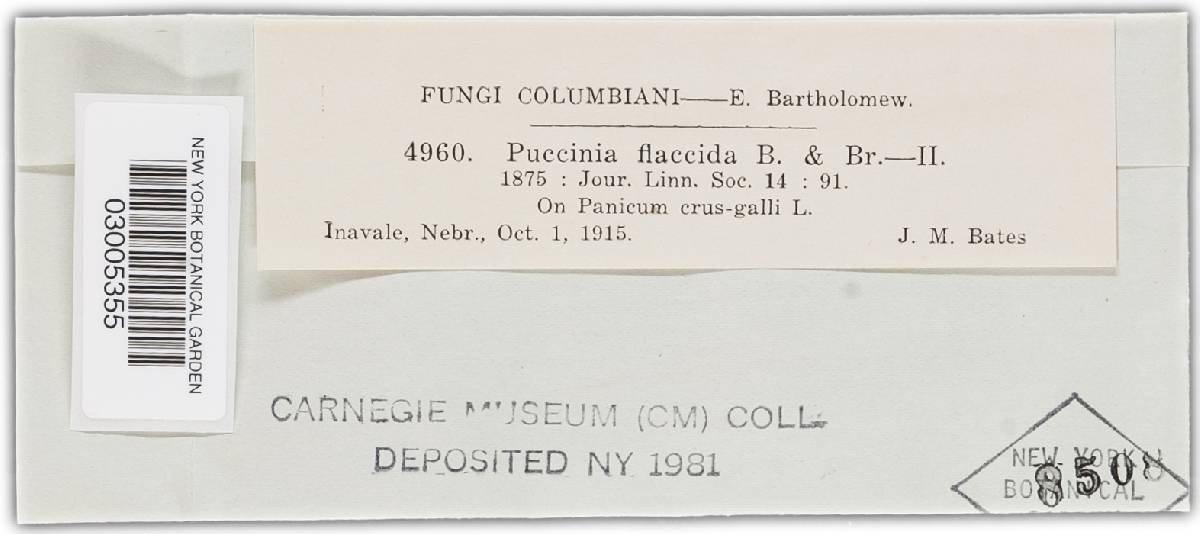 FUNGI COLUMBIANI——E. Bartholomew.
4960. Puccinia flaccida B. & Br.—II.
1875 : Jour. Linn. Soc. 14 : 91.
On Panicum crus-galli L.
Inavale, Nebr., Oct. 1, 1915. J. M. Bates
NEW YORK BOTANICAL GARDEN
03005355
CARNEGIE MUSEUM (CM) COLL.
DEPOSITED NY 1981
NEW YORK
BOTANICAL